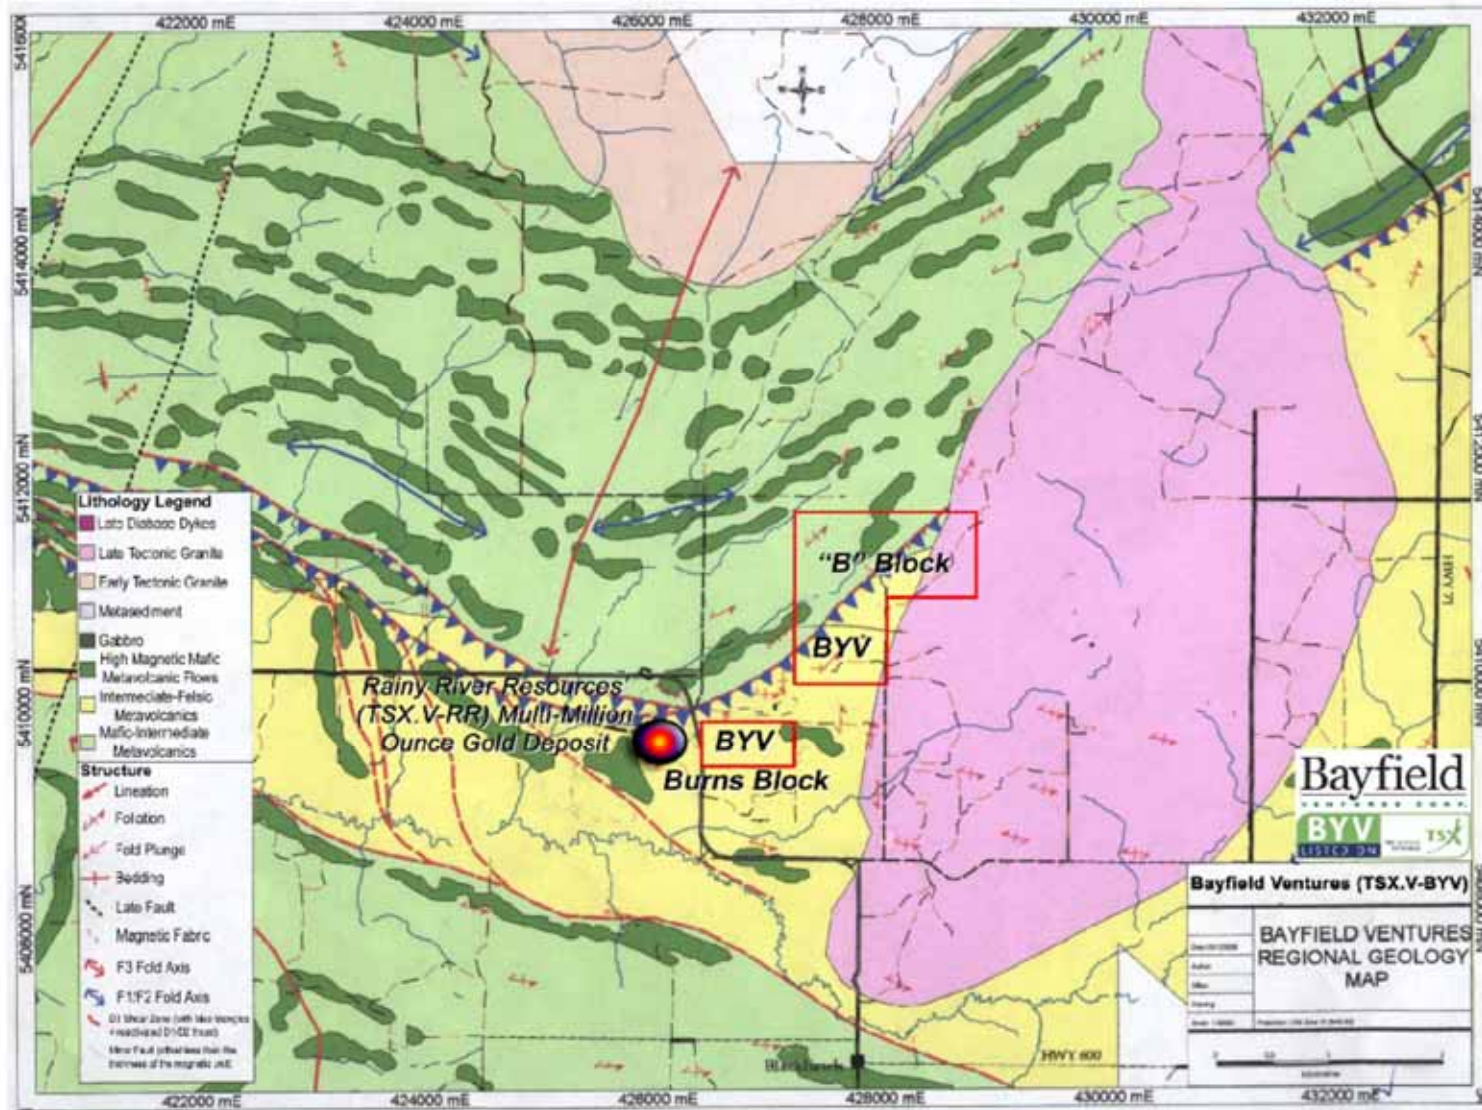 422000 mE 424000 mE 426000 mE 428000 mE 430000 mE 432000 mE
5414000 mN
5412000 mN
5410000 mN
5408000 mN
"B" Block
BYV
Rainy River Resources
(TSX.V-RR) Multi-Million
Ounce Gold Deposit
BYV
Burns Block
HWY 71
HWY 600
Lithology Legend
Late Diabase Dykes
Late Tectonic Granite
Early Tectonic Granite
Metasediment
Gabbro
High Magnetic Mafic
Metavolcanic Flows
Intermediate-Felsic
Metavolcanics
Mafic-Intermediate
Metavolcanics
Structure
Lineation
Foliation
Fold Plunge
Bedding
Late Fault
Magnetic Fabric
F3 Fold Axis
F1/F2 Fold Axis
Bayfield
VENTURES CORP.
BYV
LISTED ON
TSX
Bayfield Ventures (TSX.V-BYV)
BAYFIELD VENTURES
REGIONAL GEOLOGY
MAP
422000 mE 424000 mE 426000 mE 428000 mE 430000 mE 432000 mE